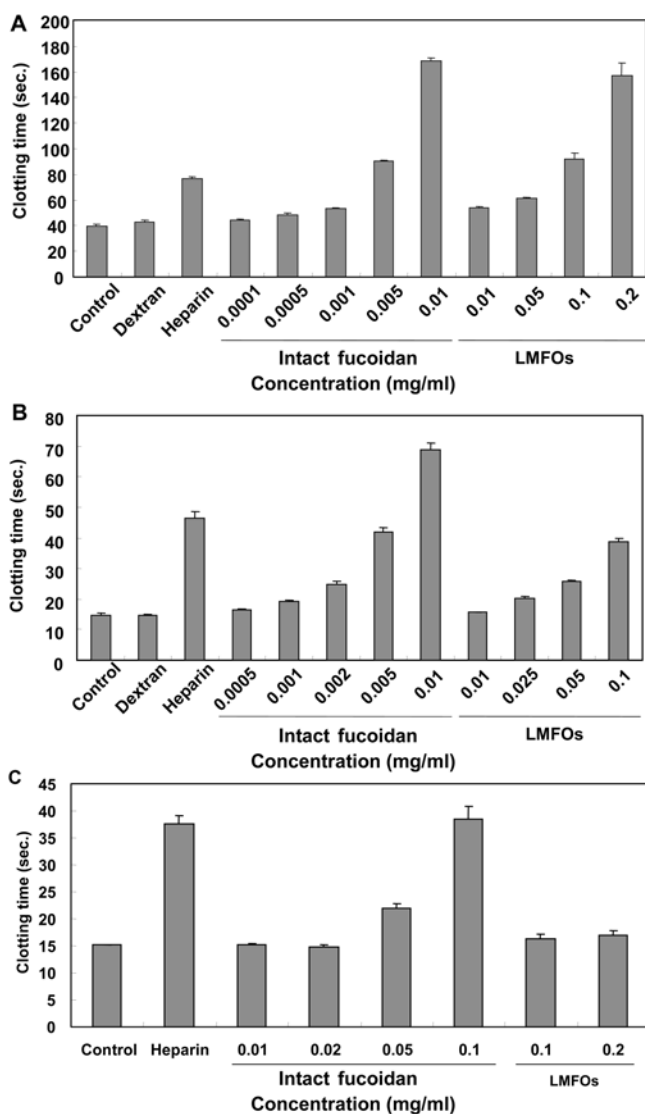 A
200
180
160
140
120
100
80
60
40
20
0
Clotting time (sec.)
Control Dextran Heparin 0.0001 0.0005 0.001 0.005 0.01 0.01 0.05 0.1 0.2
Intact fucoidan LMFOs
Concentration (mg/ml)
B
80
70
60
50
40
30
20
10
0
Clotting time (sec.)
Control Dextran Heparin 0.0005 0.001 0.002 0.005 0.01 0.01 0.025 0.05 0.1
Intact fucoidan LMFOs
Concentration (mg/ml)
C
45
40
35
30
25
20
15
10
5
0
Clotting time (sec.)
Control Heparin 0.01 0.02 0.05 0.1 0.1 0.2
Intact fucoidan LMFOs
Concentration (mg/ml)